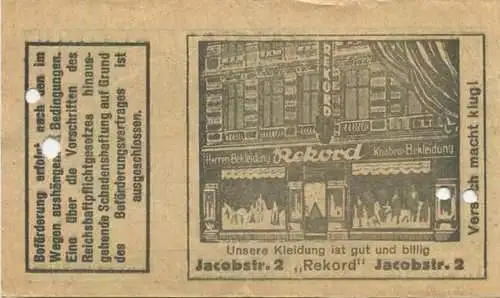 Beförderung erfolgt nach den im
Wagen aushängenden Bedingungen.
Eine über die Vorschriften des
Reichshaftpflichtgesetzes hinaus-
gehende Schadenshaftung auf Grund
des Beförderungsvertrages ist
ausgeschlossen.
REKORD
Herren-Bekleidung Rekord Knaben-Bekleidung
Unsere Kleidung ist gut und billig
Jacobstr. 2 „Rekord" Jacobstr. 2
Versuch macht klug!